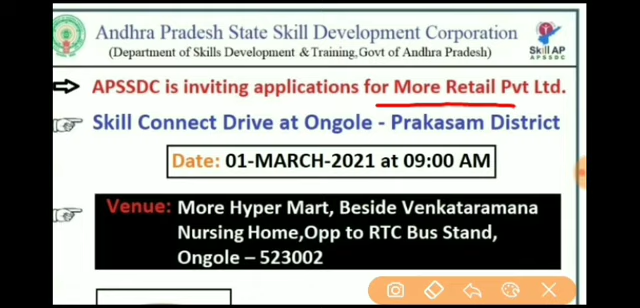 Andhra Pradesh State Skill Development Corporation
(Department of Skills Development & Training,Govt of Andhra Pradesh)
Skill AP
APSSDC
APSSDC is inviting applications for More Retail Pvt Ltd.
Skill Connect Drive at Ongole - Prakasam District
Date: 01-MARCH-2021 at 09:00 AM
Venue: More Hyper Mart, Beside Venkataramana
Nursing Home,Opp to RTC Bus Stand,
Ongole – 523002